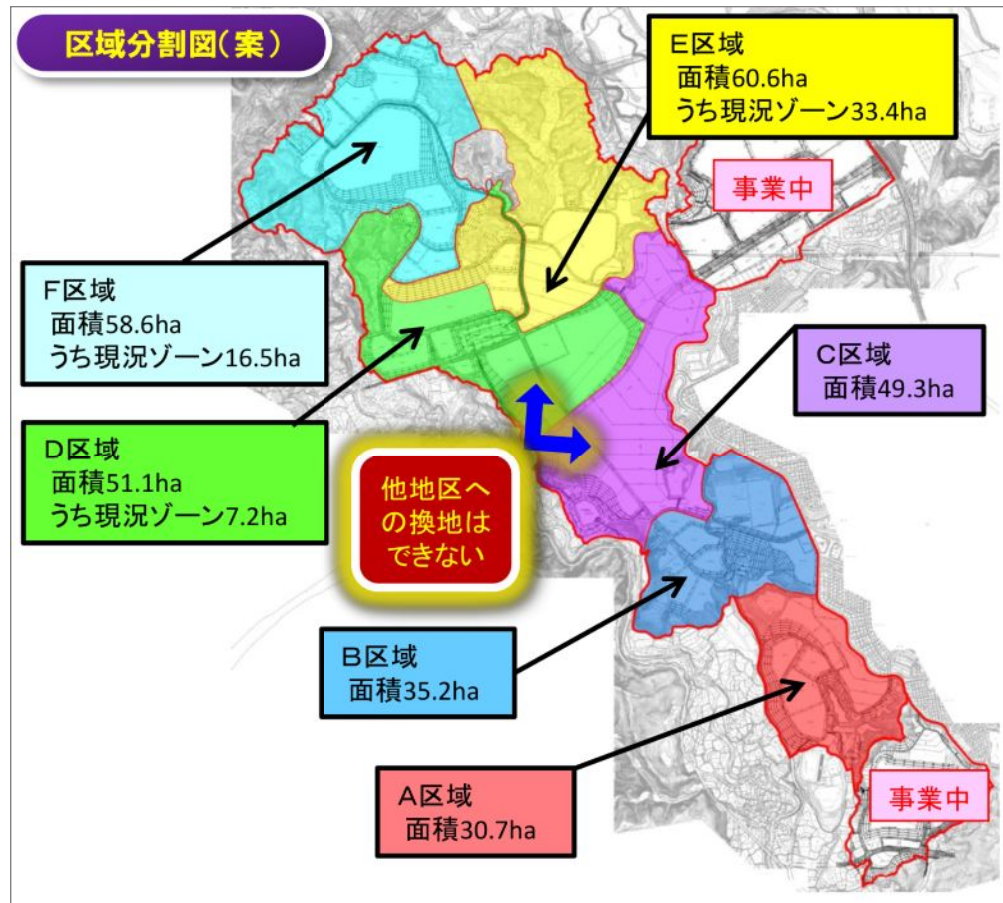 区域分割図(案)
E区域
面積60.6ha
うち現況ゾーン33.4ha
事業中
F区域
面積58.6ha
うち現況ゾーン16.5ha
C区域
面積49.3ha
D区域
面積51.1ha
うち現況ゾーン7.2ha
他地区へ
の換地は
できない
B区域
面積35.2ha
A区域
面積30.7ha
事業中